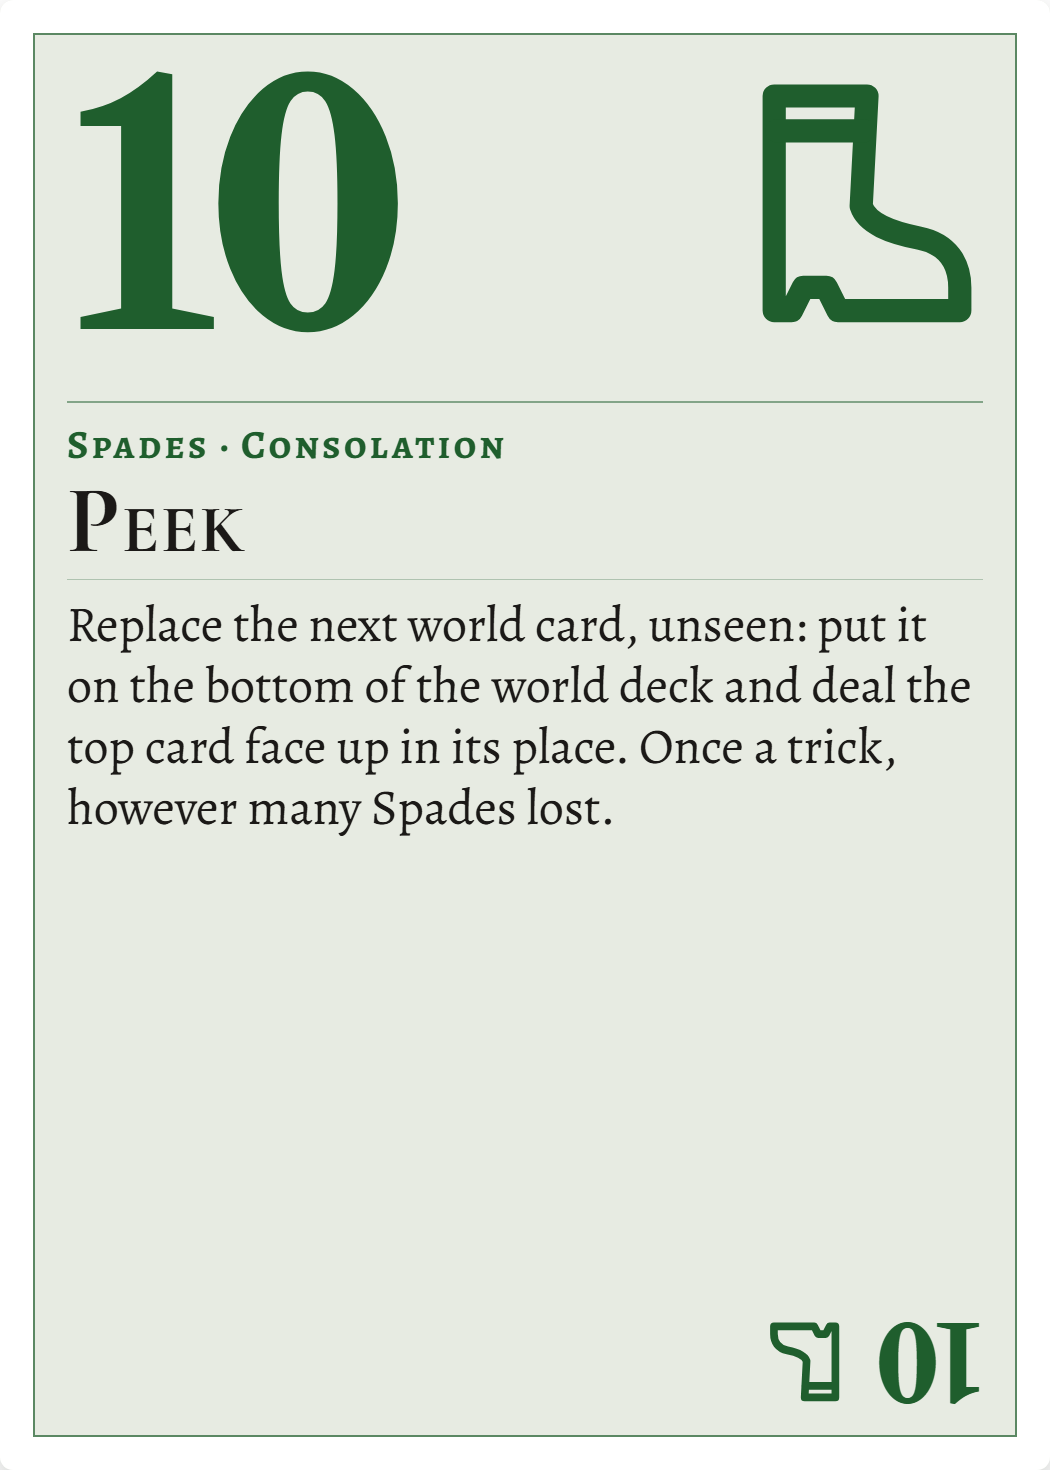 10
Spades · Consolation
Peek
Replace the next world card, unseen: put it
on the bottom of the world deck and deal the
top card face up in its place. Once a trick,
however many Spades lost.
10